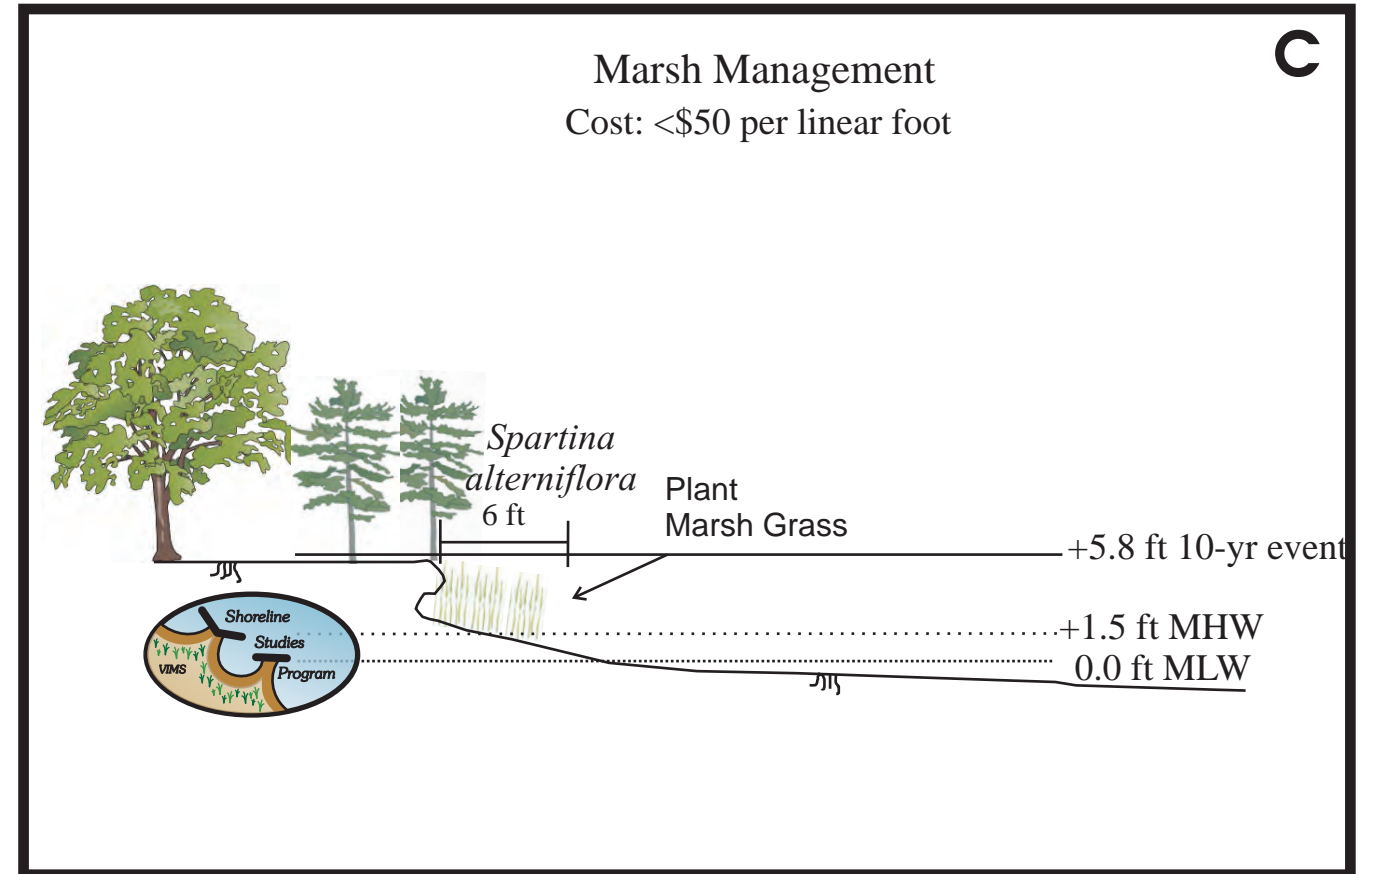 C
Marsh Management
Cost: <$50 per linear foot
Spartina
alterniflora
6 ft
Plant
Marsh Grass
+5.8 ft 10-yr event
+1.5 ft MHW
0.0 ft MLW
Shoreline
Studies
Program
VIMS